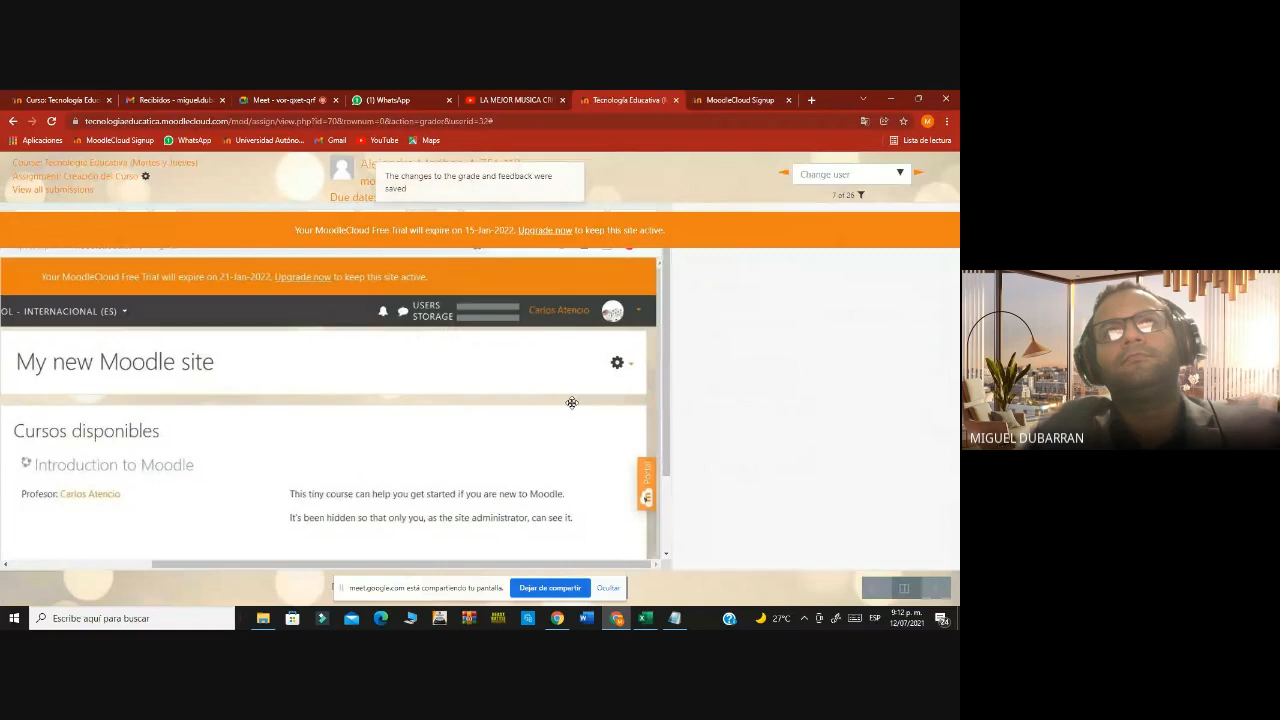 Curso: Tecnología Educ
Recibidos - miguel.dub
Meet - vor-qxet-qrf
(1) WhatsApp
LA MEJOR MUSICA CRI
Tecnología Educativa (
MoodleCloud Signup
tecnologiaeducatica.moodlecloud.com/mod/assign/view.php?id=70&rownum=0&action=grader&userid=32#
Aplicaciones
MoodleCloud Signup
WhatsApp
Universidad Autóno...
Gmail
YouTube
Maps
Lista de lectura
Course: Tecnología Educativa (Martes y Jueves)
Assignment: Creación del Curso
View all submissions
Due date:
The changes to the grade and feedback were
saved
Change user
7 of 26
Your MoodleCloud Free Trial will expire on 15-Jan-2022. Upgrade now to keep this site active.
Your MoodleCloud Free Trial will expire on 21-Jan-2022. Upgrade now to keep this site active.
OL - INTERNACIONAL (ES)
USERS
STORAGE
Carlos Atencio
My new Moodle site
Cursos disponibles
Introduction to Moodle
Profesor: Carlos Atencio
This tiny course can help you get started if you are new to Moodle.
It's been hidden so that only you, as the site administrator, can see it.
Portal
meet.google.com está compartiendo tu pantalla.
Dejar de compartir
Ocultar
Escribe aquí para buscar
27°C
ESP
9:12 p. m.
12/07/2021
24
MIGUEL DUBARRAN